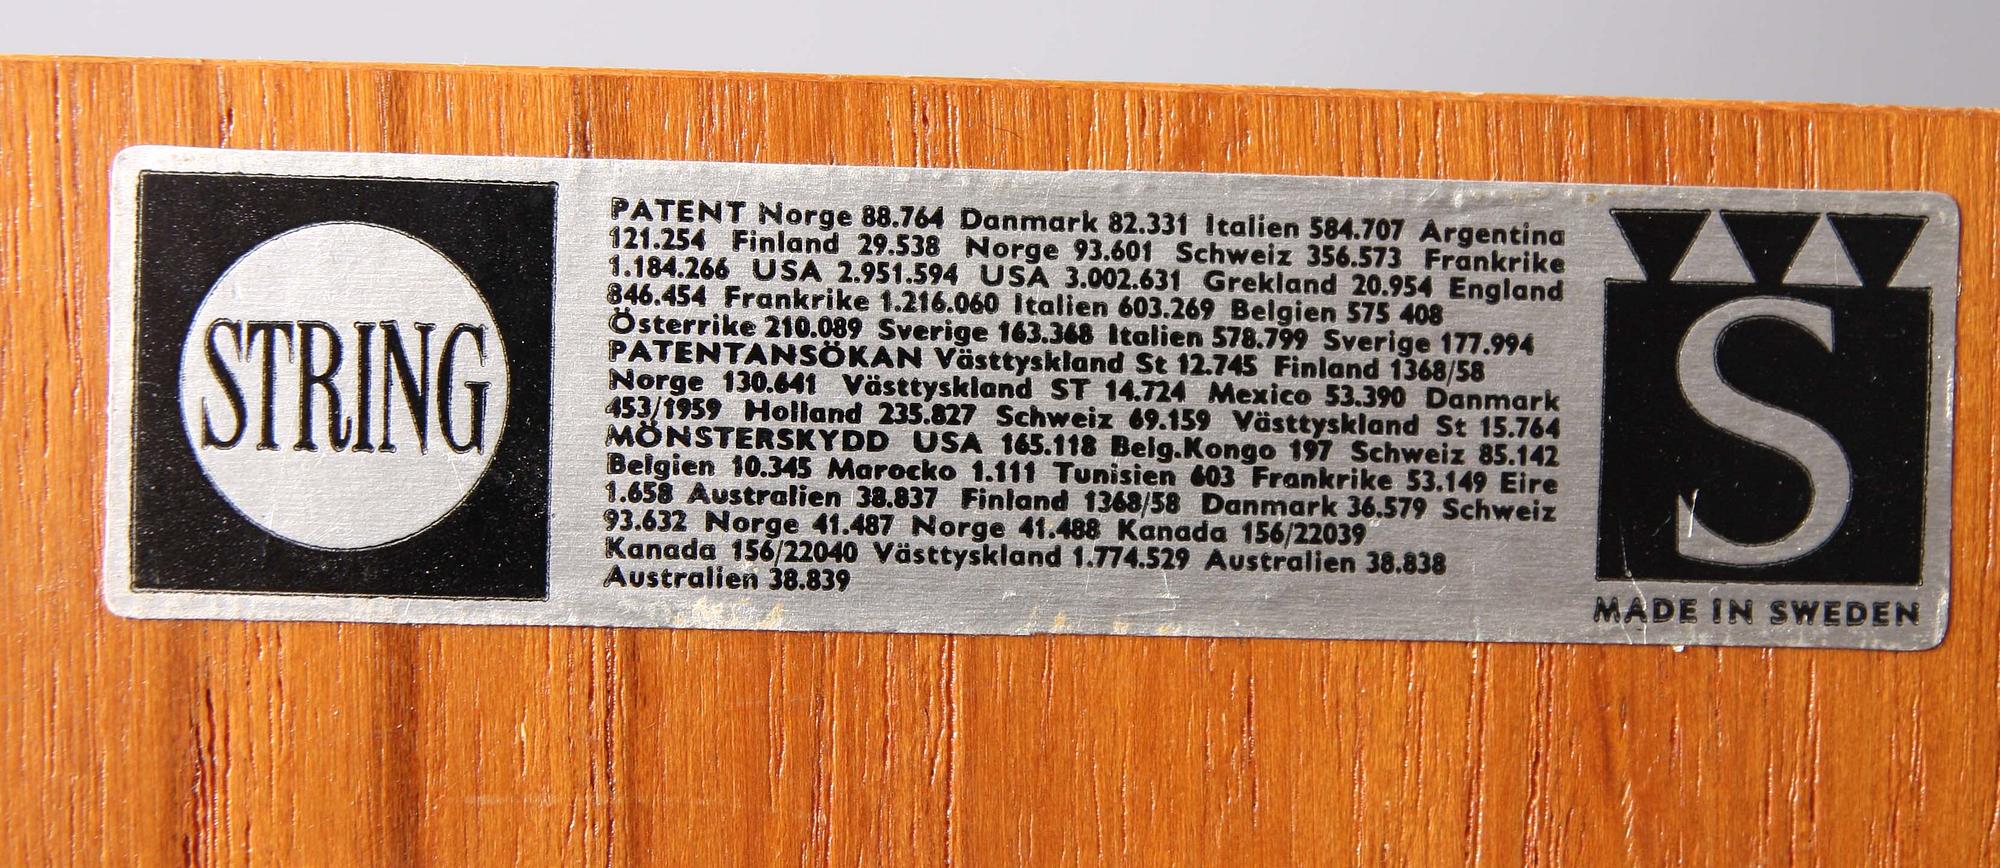 STRING
PATENT Norge 88.764 Danmark 82.331 Italien 584.707 Argentina
121.254 Finland 29.538 Norge 93.601 Schweiz 356.573 Frankrike
1.184.266 USA 2.951.594 USA 3.002.631 Grekland 20.954 England
846.454 Frankrike 1.216.060 Italien 603.269 Belgien 575 408
Österrike 210.089 Sverige 163.368 Italien 578.799 Sverige 177.994
PATENTANSÖKAN Västtyskland St 12.745 Finland 1368/58
Norge 130.641 Västtyskland ST 14.724 Mexico 53.390 Danmark
453/1959 Holland 235.827 Schweiz 69.159 Västtyskland St 15.764
MÖNSTERSKYDD USA 165.118 Belg.Kongo 197 Schweiz 85.142
Belgien 10.345 Marocko 1.111 Tunisien 603 Frankrike 53.149 Eire
1.658 Australien 38.837 Finland 1368/58 Danmark 36.579 Schweiz
93.632 Norge 41.487 Norge 41.488 Kanada 156/22039
Kanada 156/22040 Västtyskland 1.774.529 Australien 38.838
Australien 38.839
S
MADE IN SWEDEN